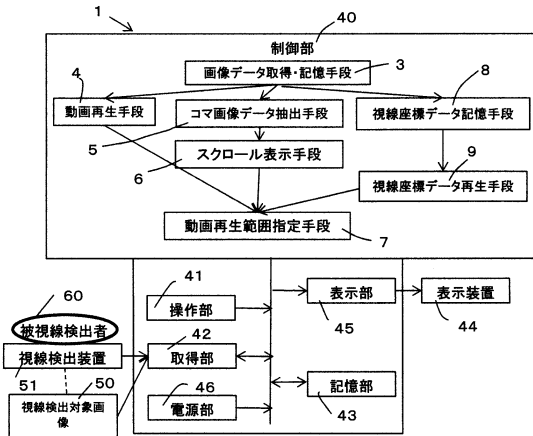 1
40
制御部
画像データ取得・記憶手段
3
4
動画再生手段
コマ画像データ抽出手段
5
視線座標データ記憶手段
8
スクロール表示手段
6
視線座標データ再生手段
9
動画再生範囲指定手段
7
41
操作部
表示部
45
表示装置
44
60
被視線検出者
視線検出装置
51
42
取得部
50
視線検出対象画
像
46
電源部
記憶部
43